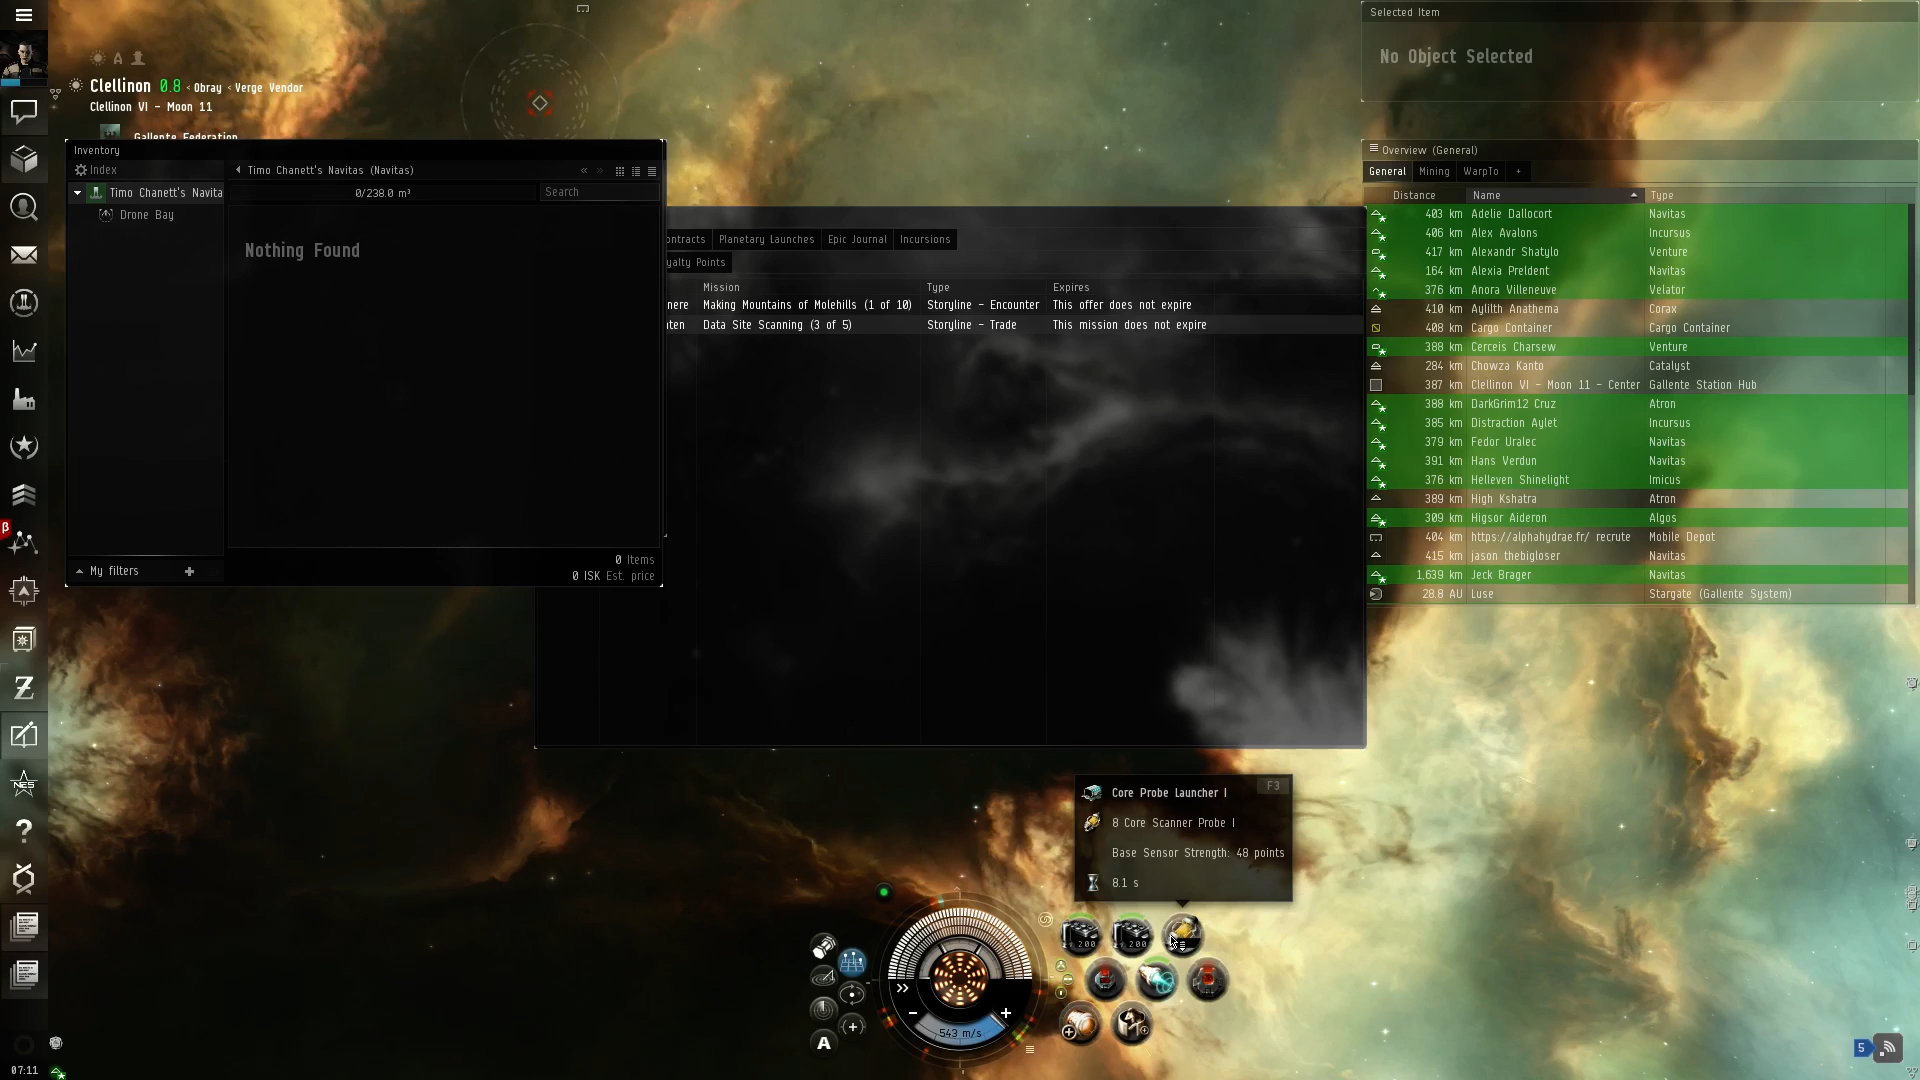 Clellinon 0.8 < Obray < Verge Vendor
Clellinon VI - Moon 11
Gallente Federation
Inventory
Index
Timo Chanett's Navitas (Navitas)
Timo Chanett's Navita
0/238.0 m³
Search
Drone Bay
Nothing Found
My filters
0 Items
0 ISK Est. price
ontracts
Planetary Launches
Epic Journal
Incursions
yalty Points
Mission Type Expires
nere Making Mountains of Molehills (1 of 10) Storyline - Encounter This offer does not expire
ten Data Site Scanning (3 of 5) Storyline - Trade This mission does not expire
Selected Item
No Object Selected
Overview (General)
General Mining WarpTo +
Distance Name Type
403 km Adelie Dallocort Navitas
406 km Alex Avalons Incursus
417 km Alexandr Shatylo Venture
164 km Alexia Preldent Navitas
376 km Anora Villeneuve Velator
410 km Aylilth Anathema Corax
408 km Cargo Container Cargo Container
388 km Cerceis Charsew Venture
284 km Chowza Kanto Catalyst
387 km Clellinon VI - Moon 11 - Center Gallente Station Hub
388 km DarkGrim12 Cruz Atron
385 km Distraction Aylet Incursus
379 km Fedor Uralec Navitas
391 km Hans Verdun Navitas
376 km Helleven Shinelight Imicus
389 km High Kshatra Atron
309 km Higsor Aideron Algos
404 km https://alphahydrae.fr/ recrute Mobile Depot
415 km jason thebigloser Navitas
1,639 km Jeck Brager Navitas
28.8 AU Luse Stargate (Gallente System)
Core Probe Launcher I
F3
8 Core Scanner Probe I
Base Sensor Strength: 48 points
8.1 s
200
200
543 m/s
A
β
Z
NES
?
07:11
5